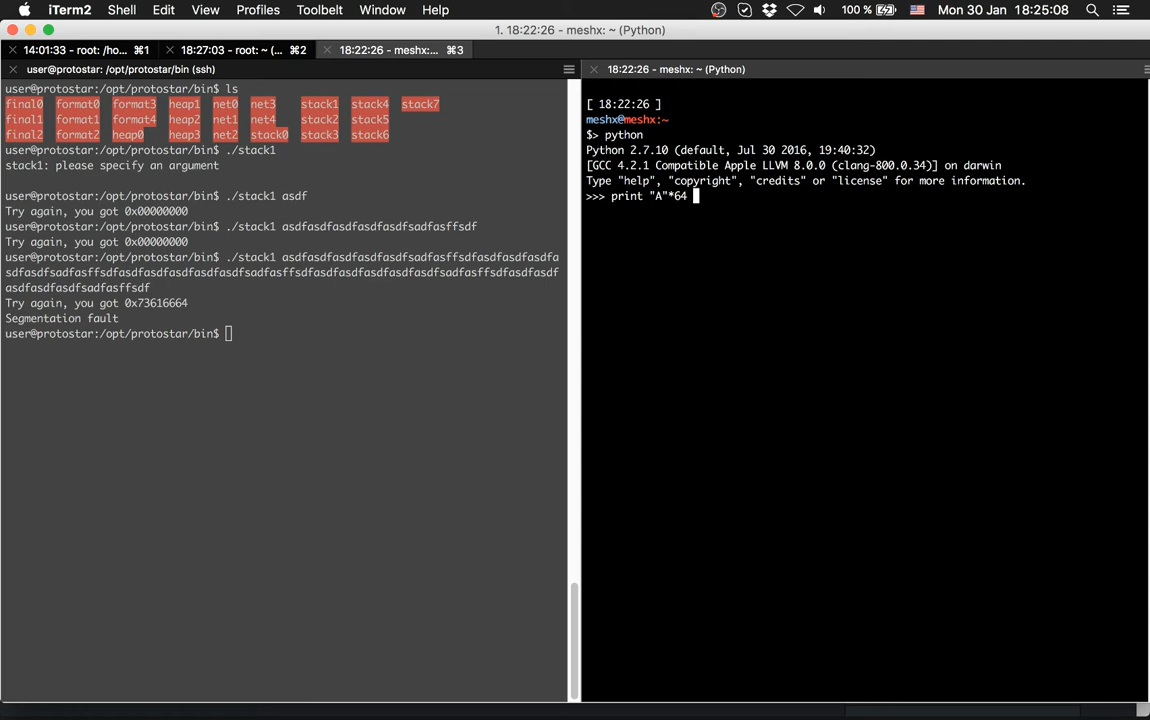 iTerm2 Shell Edit View Profiles Toolbelt Window Help 100 % Mon 30 Jan 18:25:08
1. 18:22:26 - meshx: ~ (Python)
14:01:33 - root: /ho... ⌘1 18:27:03 - root: ~ (... ⌘2 18:22:26 - meshx:... ⌘3
user@protostar: /opt/protostar/bin (ssh)
user@protostar:/opt/protostar/bin$ ls
final0 format0 format3 heap1 net0 net3 stack1 stack4 stack7
final1 format1 format4 heap2 net1 net4 stack2 stack5
final2 format2 heap0 heap3 net2 stack0 stack3 stack6
user@protostar:/opt/protostar/bin$ ./stack1
stack1: please specify an argument
user@protostar:/opt/protostar/bin$ ./stack1 asdf
Try again, you got 0x00000000
user@protostar:/opt/protostar/bin$ ./stack1 asdfasdfasdfasdfasdfsadfasffsdf
Try again, you got 0x00000000
user@protostar:/opt/protostar/bin$ ./stack1 asdfasdfasdfasdfasdfsadfasffsdfasdfasdfa
sdfasdfsadfasffsdfasdfasdfasdfasdfsadfasffsdfasdfasdfasdfasdfsadfasffsdfasdfasdf
asdfasdfsadfasffsdf
Try again, you got 0x73616664
Segmentation fault
user@protostar:/opt/protostar/bin$
18:22:26 - meshx: ~ (Python)
[ 18:22:26 ]
meshx@meshx:~
$> python
Python 2.7.10 (default, Jul 30 2016, 19:40:32)
[GCC 4.2.1 Compatible Apple LLVM 8.0.0 (clang-800.0.34)] on darwin
Type "help", "copyright", "credits" or "license" for more information.
>>> print "A"*64